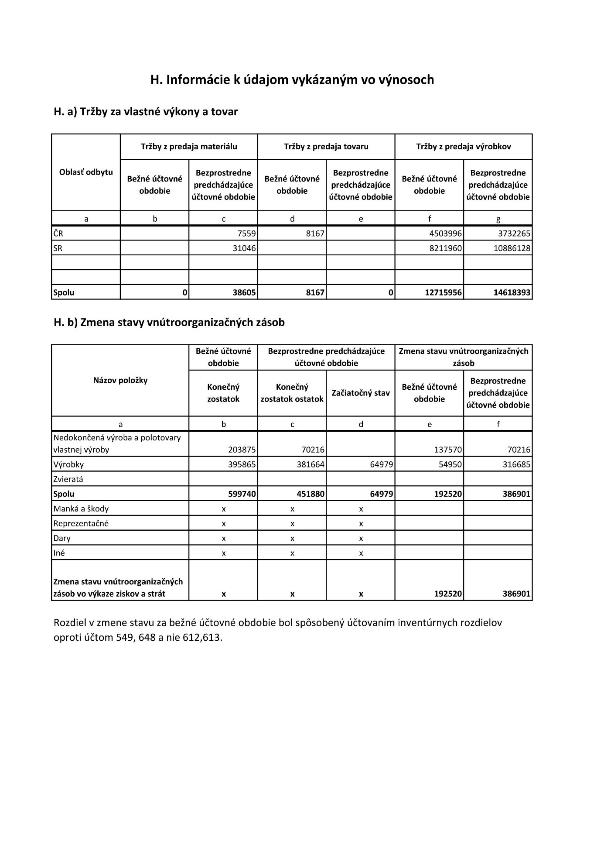 H. Informácie k údajom vykázaným vo výnosoch
H. a) Tržby za vlastné výkony a tovar
Oblasť odbytu
Tržby z predaja materiálu
Tržby z predaja tovaru
Tržby z predaja výrobkov
Bežné účtovné obdobie
Bezprostredne predchádzajúce účtovné obdobie
Bežné účtovné obdobie
Bezprostredne predchádzajúce účtovné obdobie
Bežné účtovné obdobie
Bezprostredne predchádzajúce účtovné obdobie
a b c d e f g
ČR 7559 8167 4503996 3732265
SR 31046 8211960 10886128
Spolu 0 38605 8167 0 12715956 14618393
H. b) Zmena stavy vnútroorganizačných zásob
Názov položky
Bežné účtovné obdobie
Bezprostredne predchádzajúce účtovné obdobie
Zmena stavu vnútroorganizačných zásob
Konečný zostatok
Konečný zostatok ostatok
Začiatočný stav
Bežné účtovné obdobie
Bezprostredne predchádzajúce účtovné obdobie
a b c d e f
Nedokončená výroba a polotovary
vlastnej výroby 203875 70216 137570 70216
Výrobky 395865 381664 64979 54950 316685
Zvieratá
Spolu 599740 451880 64979 192520 386901
Manká a škody x x x
Reprezentačné x x x
Dary x x x
Iné x x x
Zmena stavu vnútroorganizačných
zásob vo výkaze ziskov a strát x x x 192520 386901
Rozdiel v zmene stavu za bežné účtovné obdobie bol spôsobený účtovaním inventúrnych rozdielov
oproti účtom 549, 648 a nie 612,613.